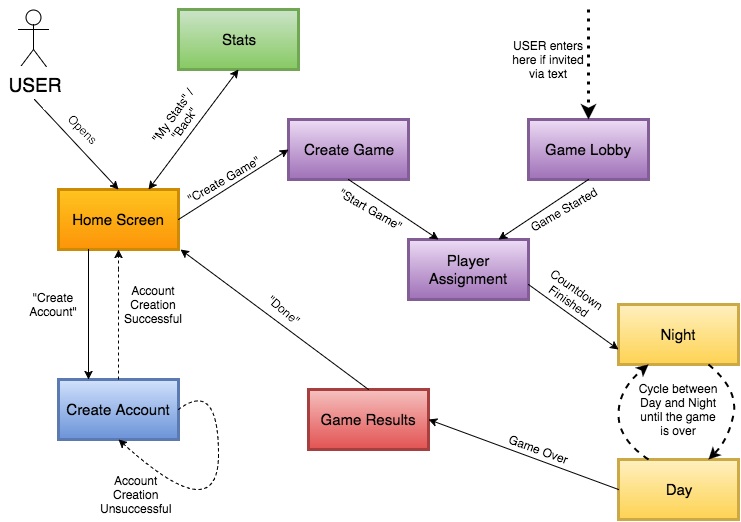 USER
Stats
USER enters
here if invited
via text
Opens
"My Stats" /
"Back"
"Create Game"
Create Game
Game Lobby
Home Screen
"Start Game"
Game Started
Player
Assignment
Countdown
Finished
"Create
Account"
Account
Creation
Successful
"Done"
Night
Cycle between
Day and Night
until the game
is over
Create Account
Game Results
Game Over
Day
Account
Creation
Unsuccessful